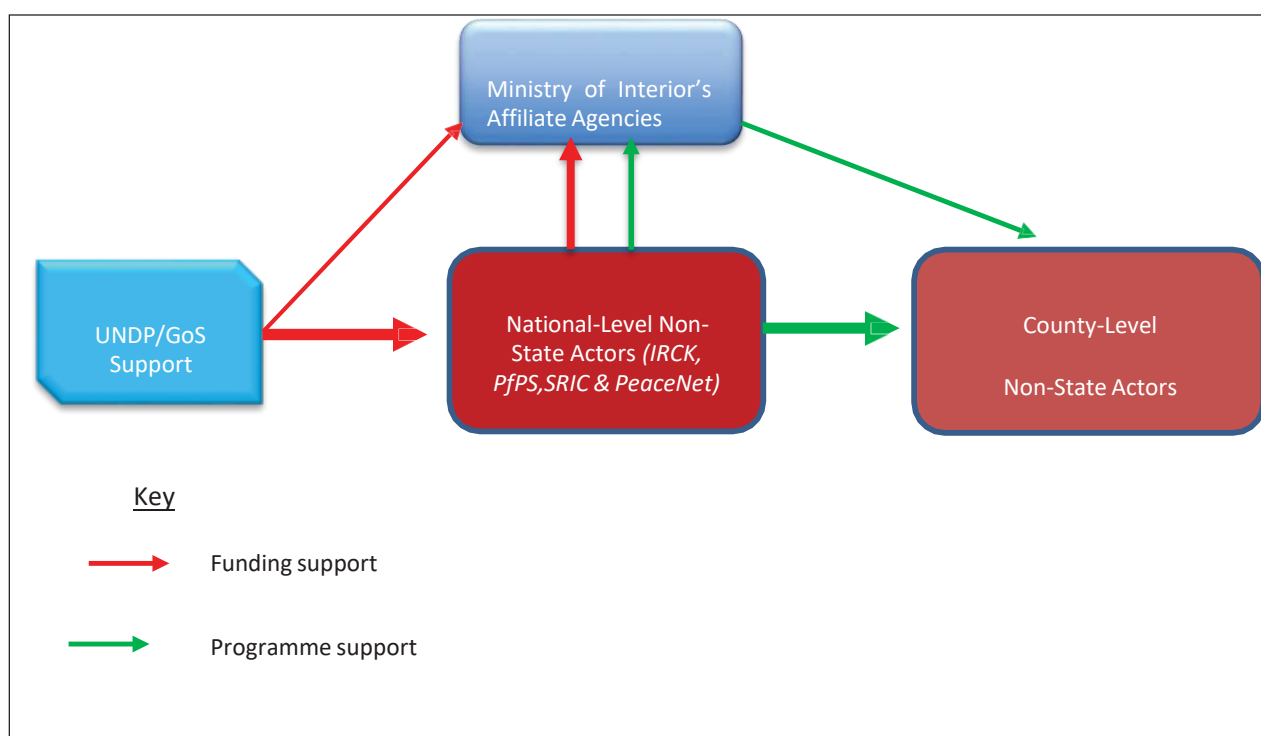 Ministry of Interior's
Affiliate Agencies
UNDP/GoS
Support
National-Level Non-
State Actors (IRCK,
PfPS,SRIC & PeaceNet)
County-Level
Non-State Actors
Key
Funding support
Programme support